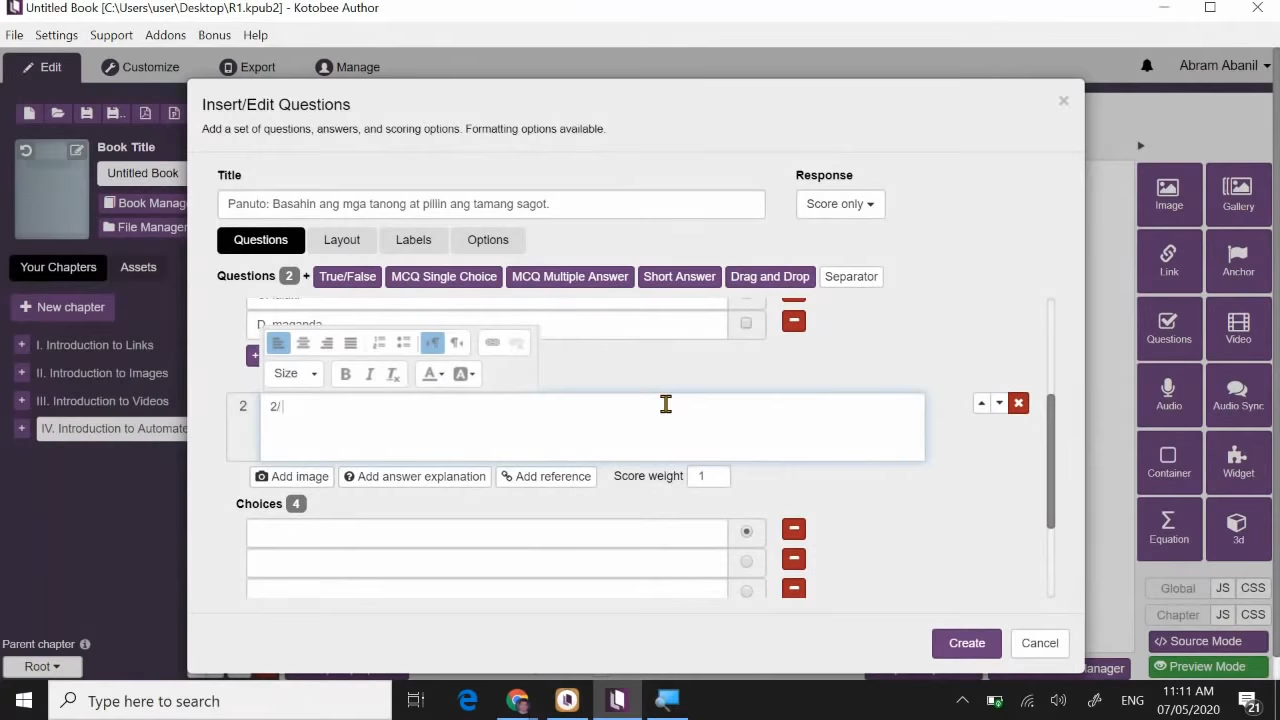 Untitled Book [C:\Users\user\Desktop\R1.kpub2] - Kotobee Author
File Settings Support Addons Bonus Help
Edit Customize Export Manage Abram Abanil
Insert/Edit Questions ×
Add a set of questions, answers, and scoring options. Formatting options available.
Book Title
Untitled Book
Book Manag
File Manager
Your Chapters Assets
+ New chapter
+ I. Introduction to Links
+ II. Introduction to Images
+ III. Introduction to Videos
+ IV. Introduction to Automate
Parent chapter
Root
Title Response
Panuto: Basahin ang mga tanong at piliin ang tamang sagot. Score only
Questions Layout Labels Options
Questions 2 + True/False MCQ Single Choice MCQ Multiple Answer Short Answer Drag and Drop Separator
D. maganda
Size B I Tx A A
2 2/
Add image Add answer explanation Add reference Score weight 1
Choices 4
Create Cancel
Image Gallery
Link Anchor
Questions Video
Audio Audio Sync
Container Widget
Equation 3d
Global JS CSS
Chapter JS CSS
</> Source Mode
Preview Mode
anager
Type here to search
ENG
11:11 AM
07/05/2020
21